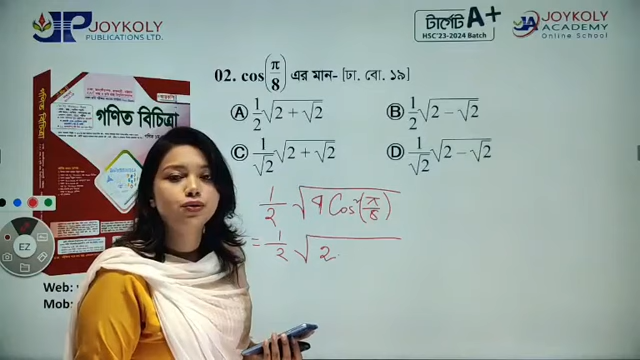 JOYKOLY
PUBLICATIONS LTD.
টার্গেট A+
HSC'23-2024 Batch
JOYKOLY
ACADEMY
Online School
02. cos(π/8) এর মান- [ঢা. বো. ১৯]
Ⓐ 1/2 √(2 + √2)
Ⓑ 1/2 √(2 − √2)
Ⓒ 1/√2 √(2 + √2)
Ⓓ 1/√2 √(2 − √2)
গণিত বিচিত্রা
গণিত বিচিত্রা
1/2 √(4 Cos²(π/8))
= 1/2 √(2
EZ
Web:
Mob: